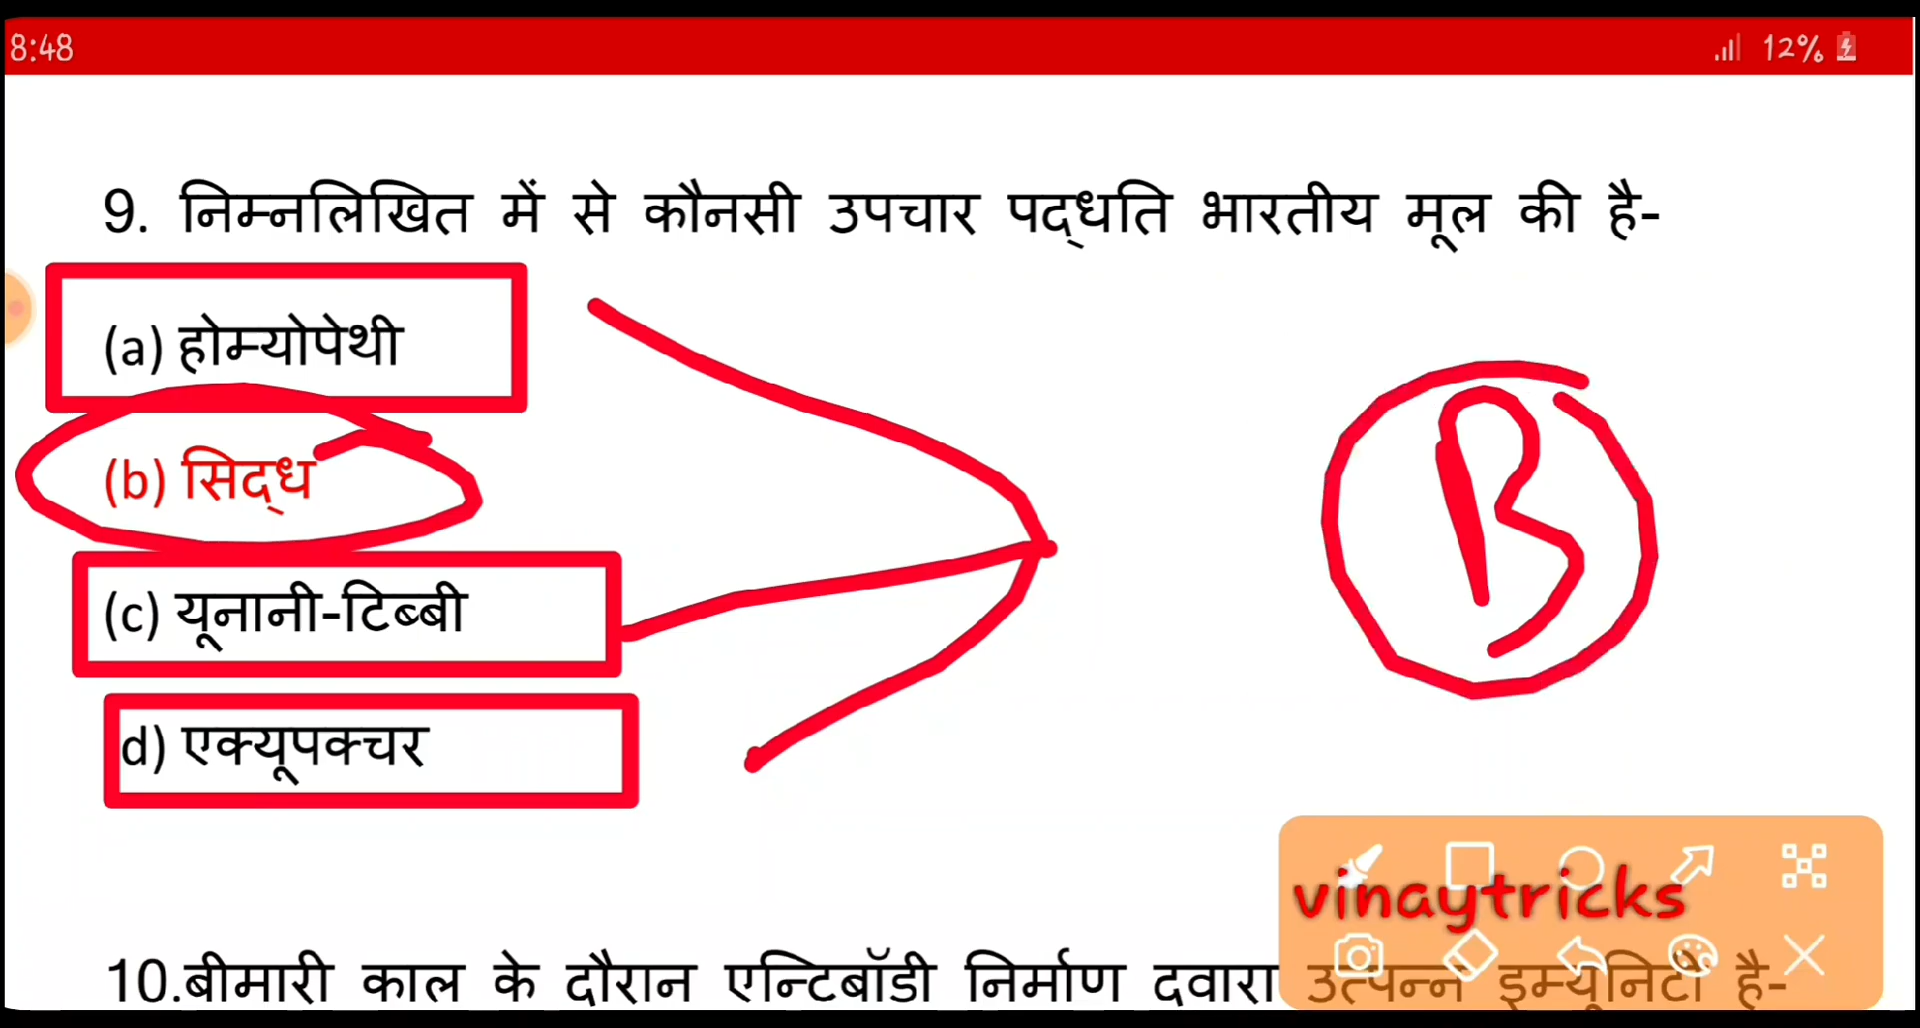 8:48 12%
9. निम्नलिखित में से कौनसी उपचार पद्धति भारतीय मूल की है-
(a) होम्योपेथी
(b) सिद्ध
(c) यूनानी-टिब्बी
d) एक्यूपक्चर
B
vinaytricks
10.बीमारी काल के दौरान एन्टिबॉडी निर्माण दवारा उत्पन्न इम्यूनिटी है-